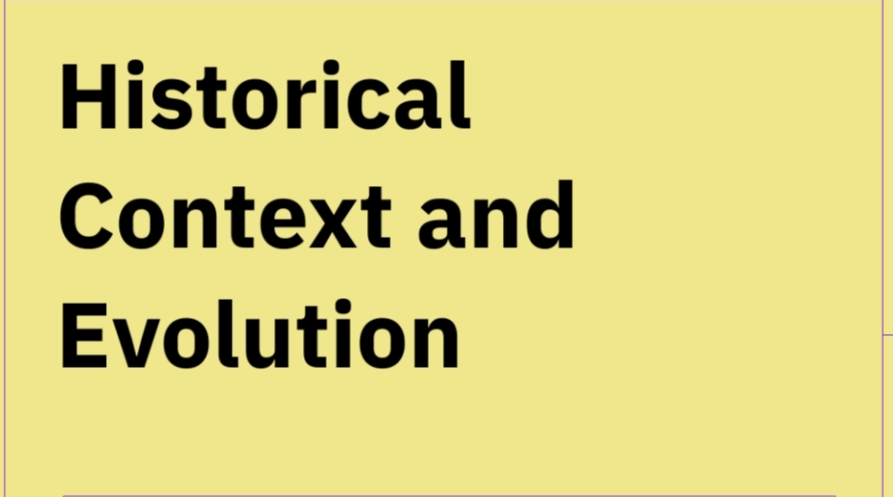 Historical
Context and
Evolution